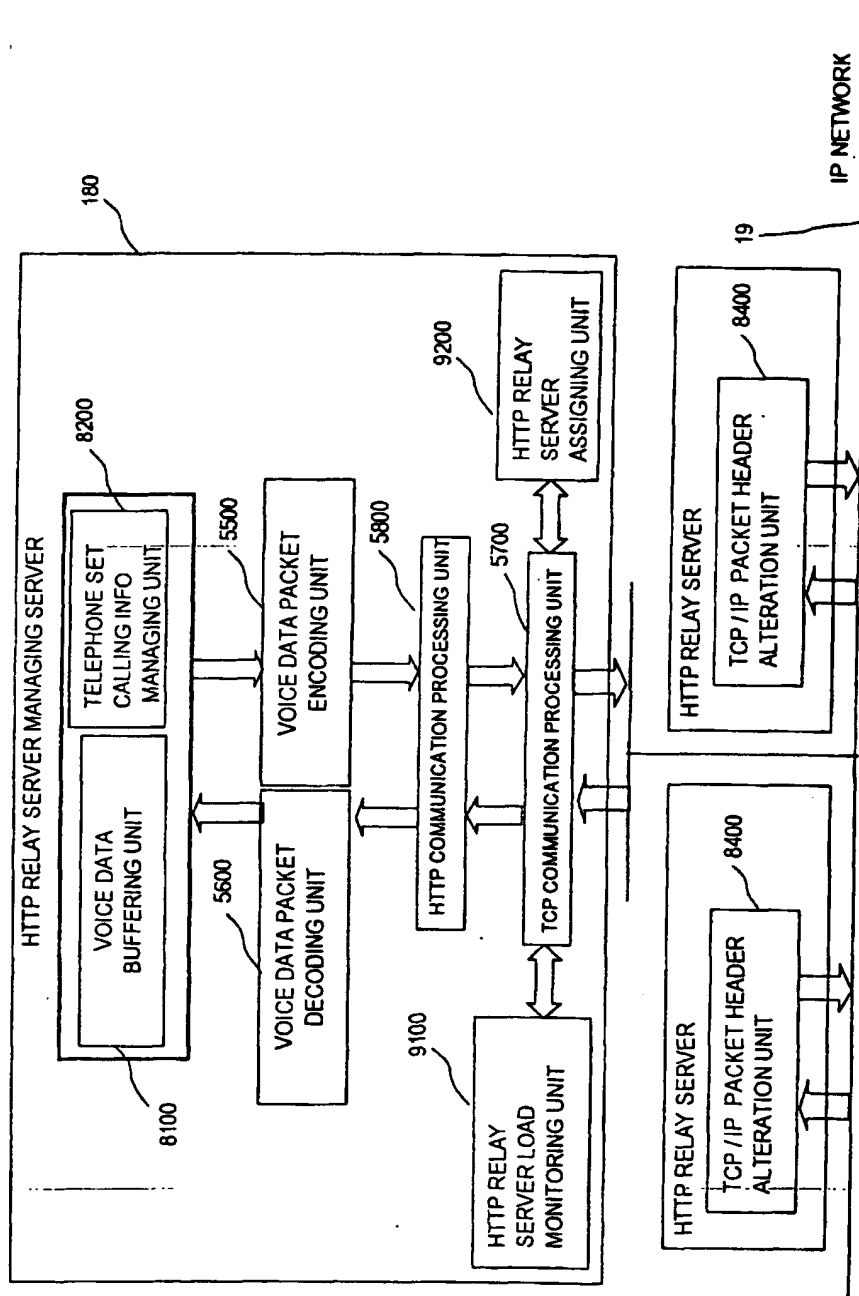 HTTP RELAY SERVER MANAGING SERVER
180
8100
VOICE DATA
BUFFERING UNIT
TELEPHONE SET
CALLING INFO
MANAGING UNIT
8200
5600
VOICE DATA PACKET
DECODING UNIT
VOICE DATA PACKET
ENCODING UNIT
5500
HTTP COMMUNICATION PROCESSING UNIT
5800
9100
HTTP RELAY
SERVER LOAD
MONITORING UNIT
TCP COMMUNICATION PROCESSING UNIT
5700
HTTP RELAY
SERVER
ASSIGNING UNIT
9200
HTTP RELAY SERVER
TCP / IP PACKET HEADER
ALTERATION UNIT
8400
HTTP RELAY SERVER
TCP / IP PACKET HEADER
ALTERATION UNIT
8400
19
IP NETWORK